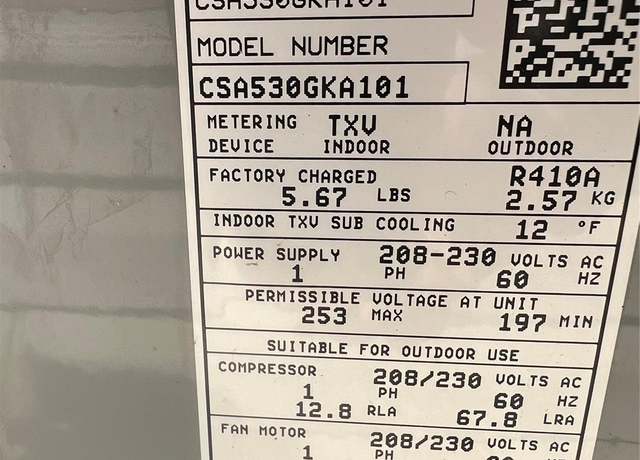 CSA530GKA101
MODEL NUMBER
CSA530GKA101
METERING TXV NA
DEVICE INDOOR OUTDOOR
FACTORY CHARGED R410A
5.67 LBS 2.57 KG
INDOOR TXV SUB COOLING 12 °F
POWER SUPPLY 208-230 VOLTS AC
1 PH 60 HZ
PERMISSIBLE VOLTAGE AT UNIT
253 MAX 197 MIN
SUITABLE FOR OUTDOOR USE
COMPRESSOR 208/230 VOLTS AC
1 PH 60 HZ
12.8 RLA 67.8 LRA
FAN MOTOR 208/230 VOLTS AC
1 PH